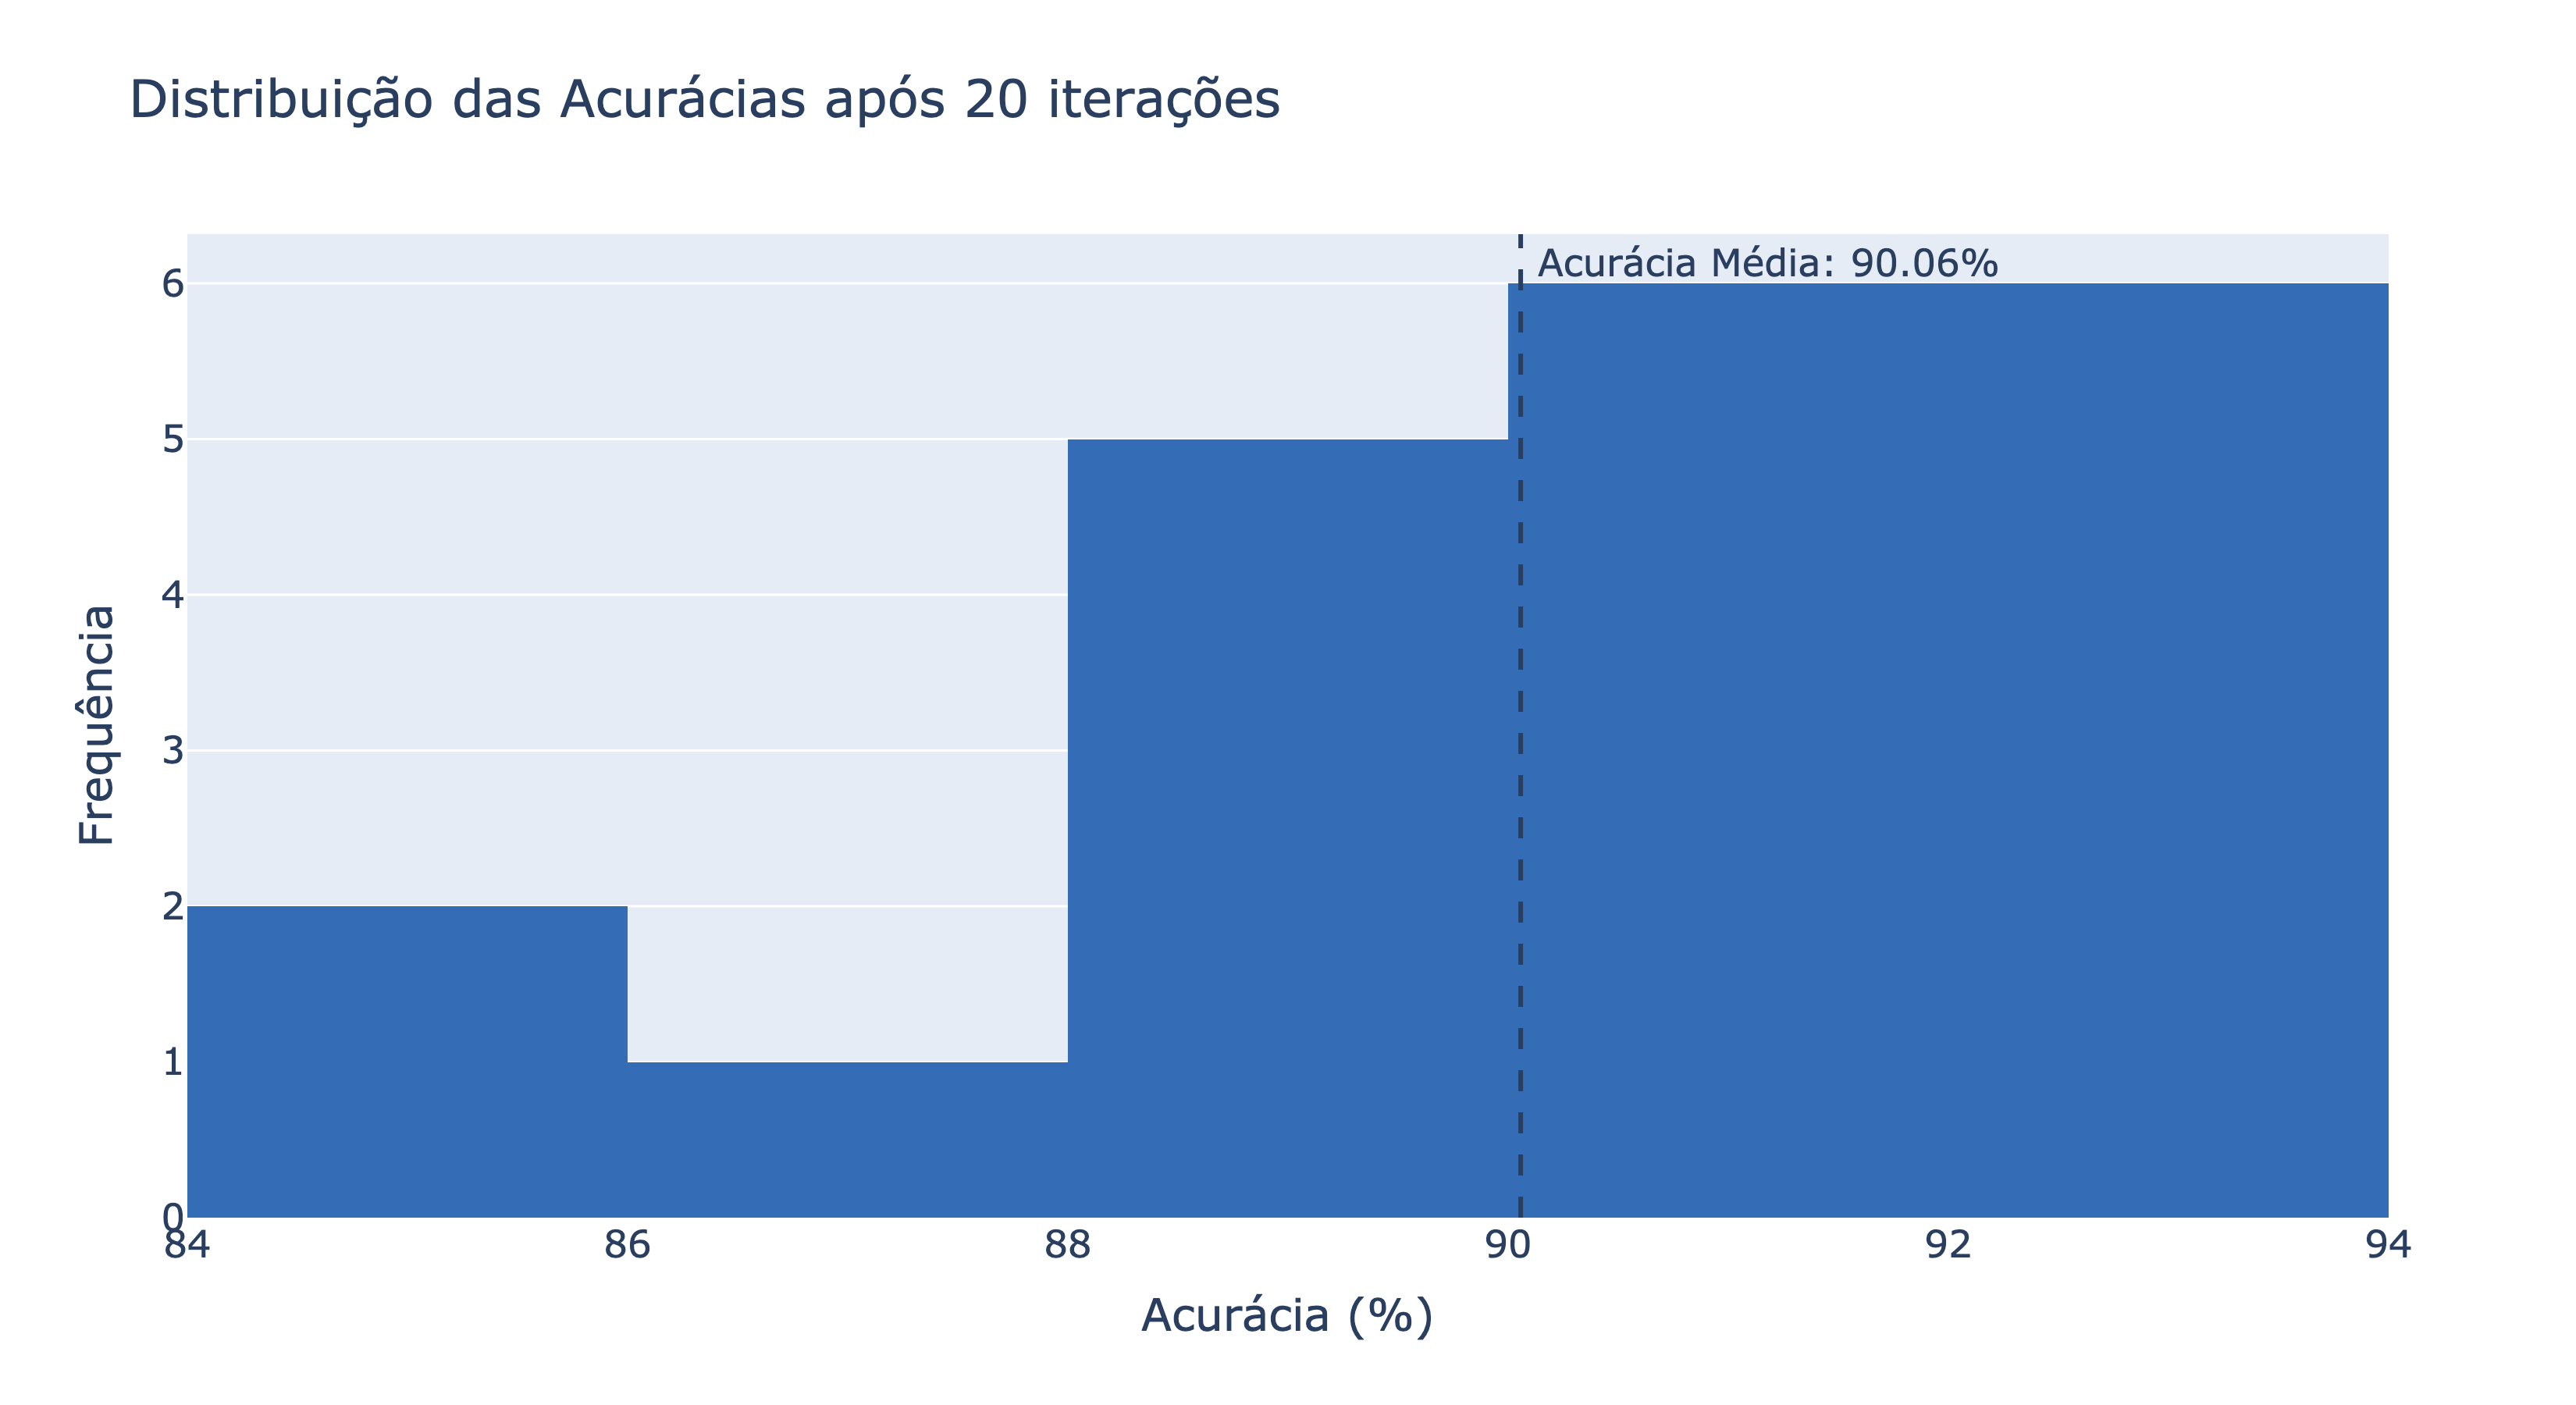 Distribuição das Acurácias após 20 iterações
Acurácia Média: 90.06%
6
5
4
3
2
1
0
Frequência
84 86 88 90 92 94
Acurácia (%)